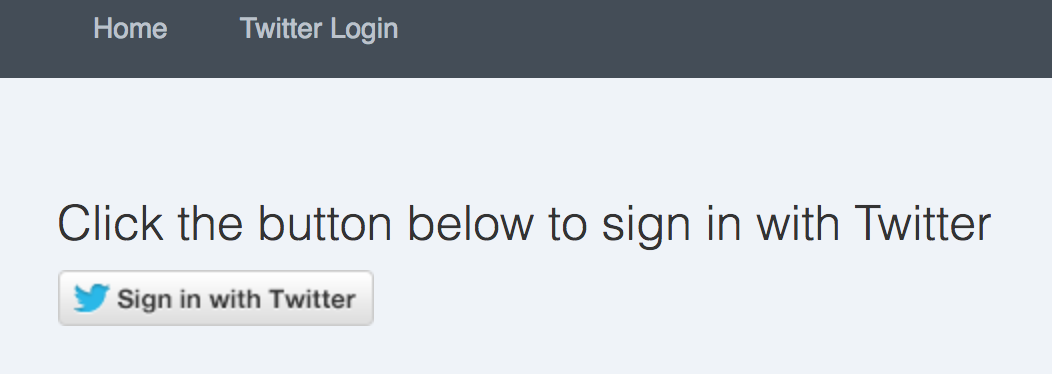 Home Twitter Login
Click the button below to sign in with Twitter
Sign in with Twitter